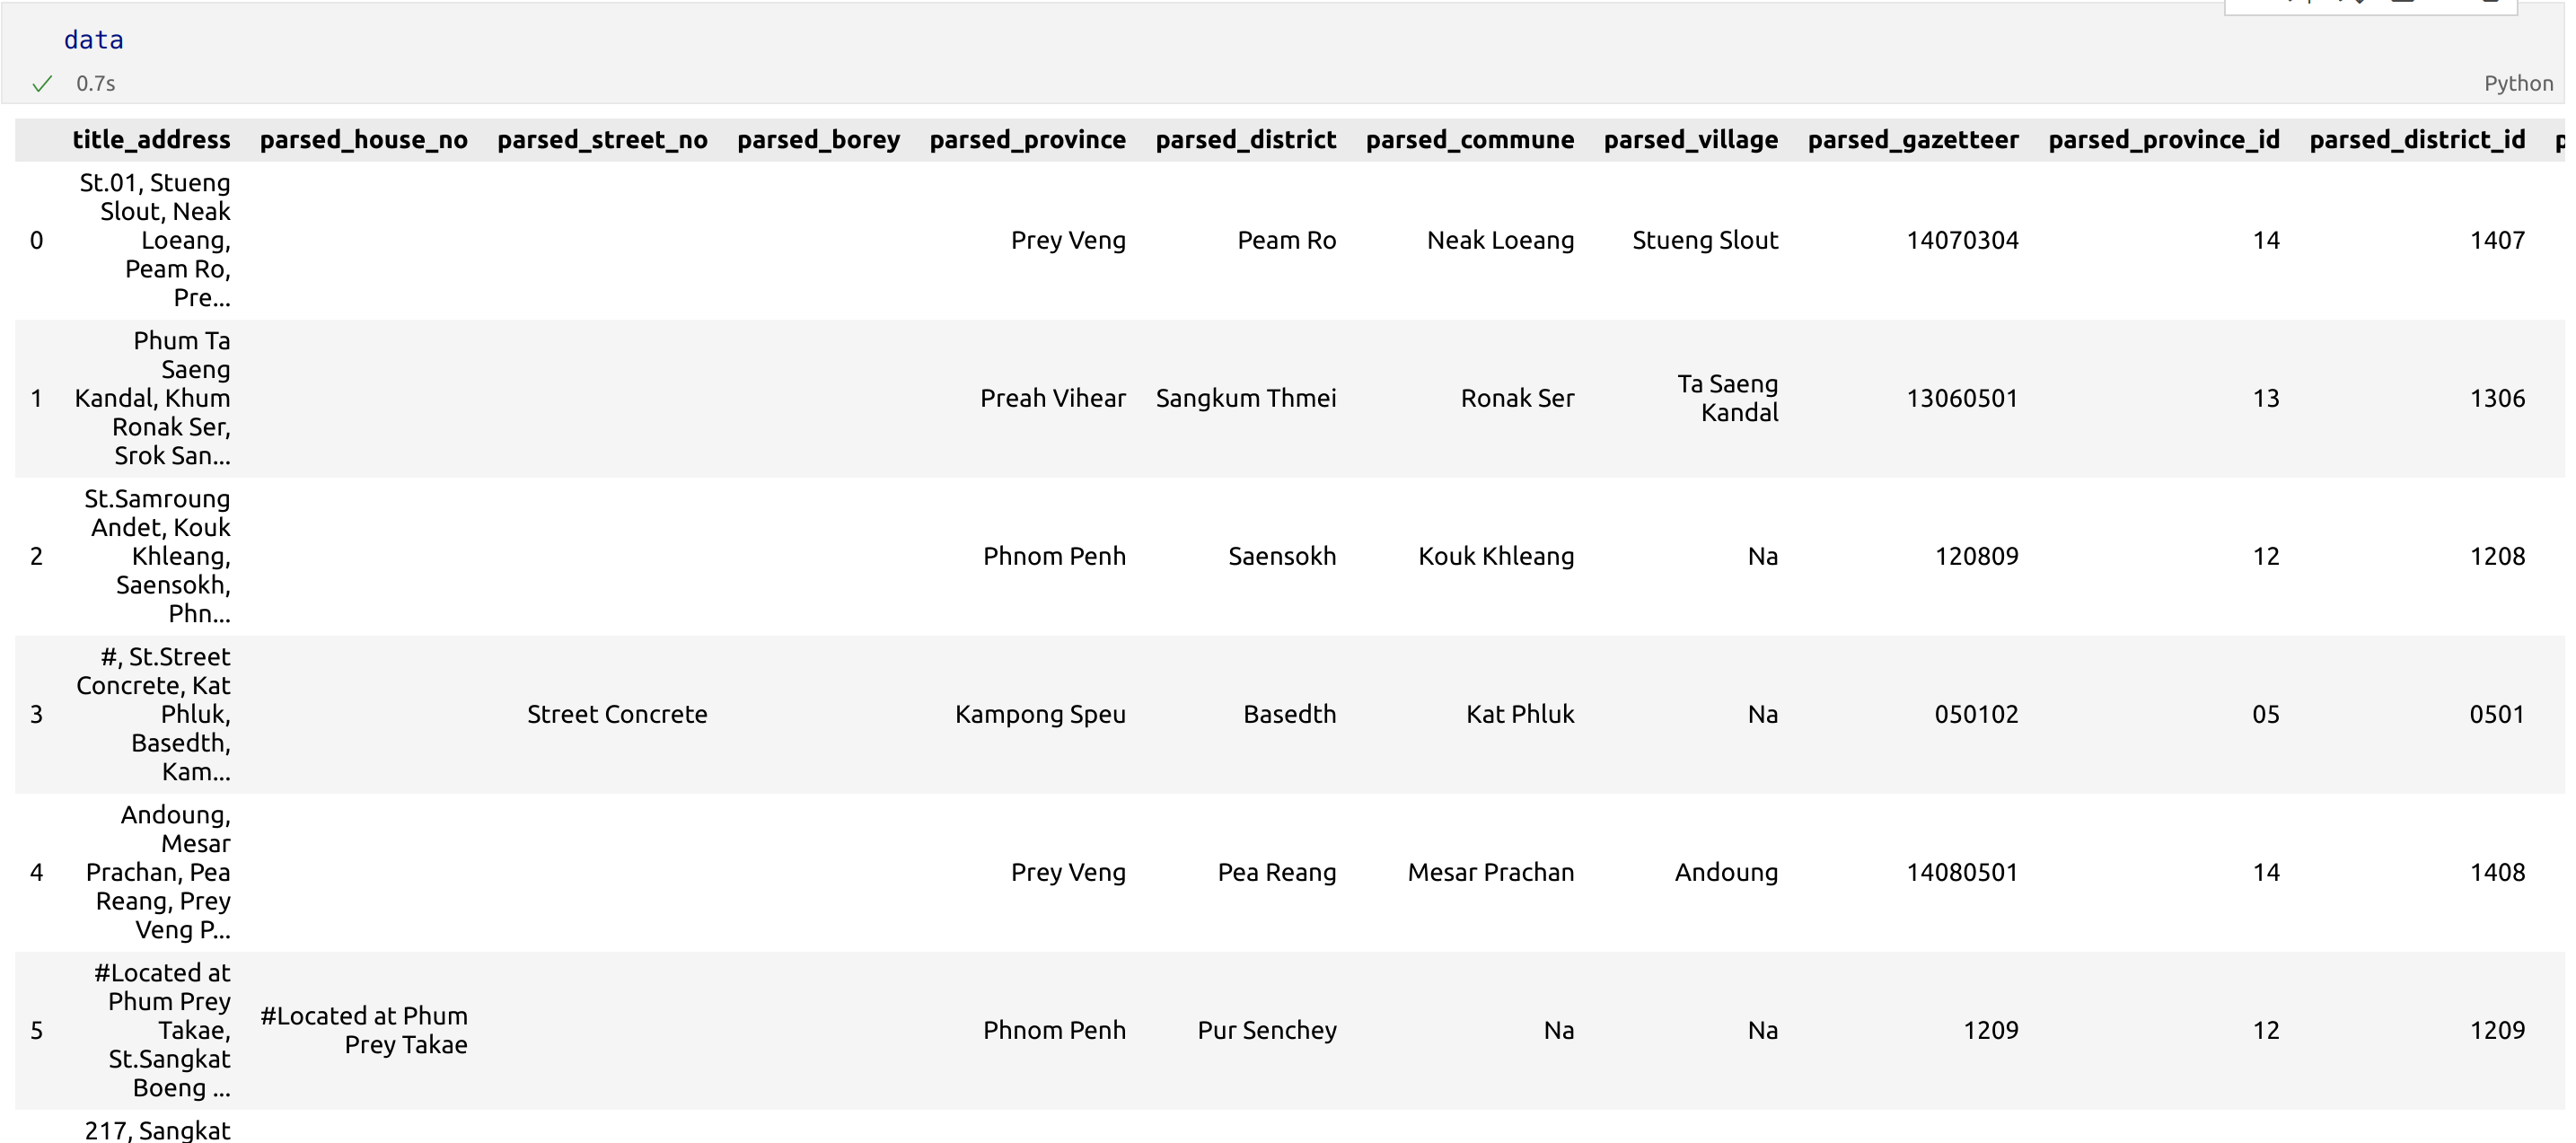 data
0.7s
Python
title_address parsed_house_no parsed_street_no parsed_borey parsed_province parsed_district parsed_commune parsed_village parsed_gazetteer parsed_province_id parsed_district_id
0 St.01, Stueng Slout, Neak Loeang, Peam Ro, Pre... Prey Veng Peam Ro Neak Loeang Stueng Slout 14070304 14 1407
1 Phum Ta Saeng Kandal, Khum Ronak Ser, Srok San... Preah Vihear Sangkum Thmei Ronak Ser Ta Saeng Kandal 13060501 13 1306
2 St.Samroung Andet, Kouk Khleang, Saensokh, Phn... Phnom Penh Saensokh Kouk Khleang Na 120809 12 1208
3 #, St.Street Concrete, Kat Phluk, Basedth, Kam... Street Concrete Kampong Speu Basedth Kat Phluk Na 050102 05 0501
4 Andoung, Mesar Prachan, Pea Reang, Prey Veng P... Prey Veng Pea Reang Mesar Prachan Andoung 14080501 14 1408
5 #Located at Phum Prey Takae, St.Sangkat Boeng ... #Located at Phum Prey Takae Phnom Penh Pur Senchey Na Na 1209 12 1209
217, Sangkat